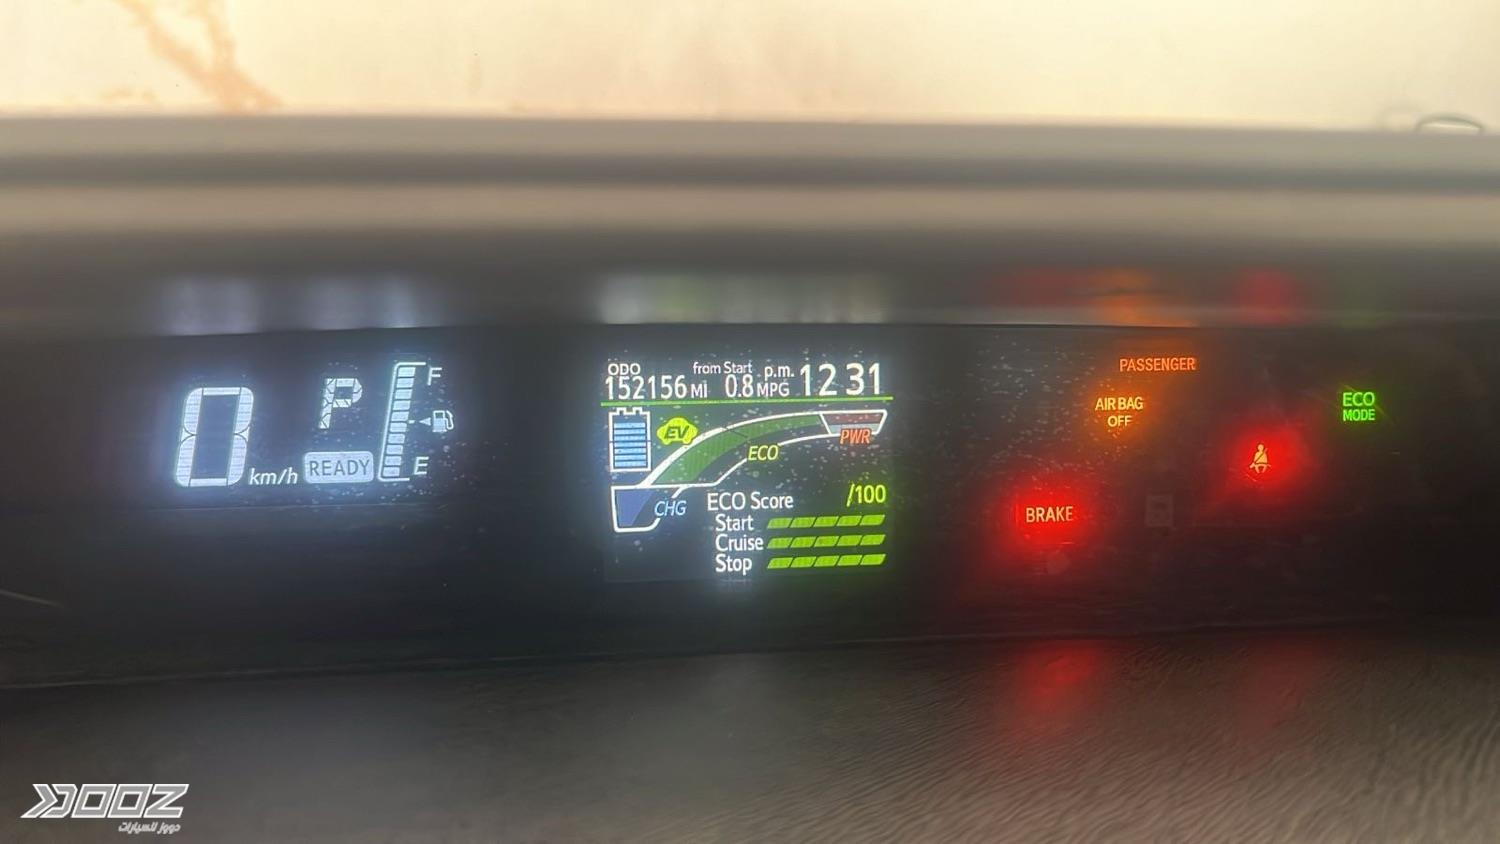 0 km/h
P
READY
F
E
ODO from Start p.m. 12 31
152156 MI 0.8 MPG
EV
PWR
ECO
CHG
ECO Score /100
Start
Cruise
Stop
PASSENGER
AIR BAG
OFF
BRAKE
ECO
MODE
DOOZ
دووز للسيارات